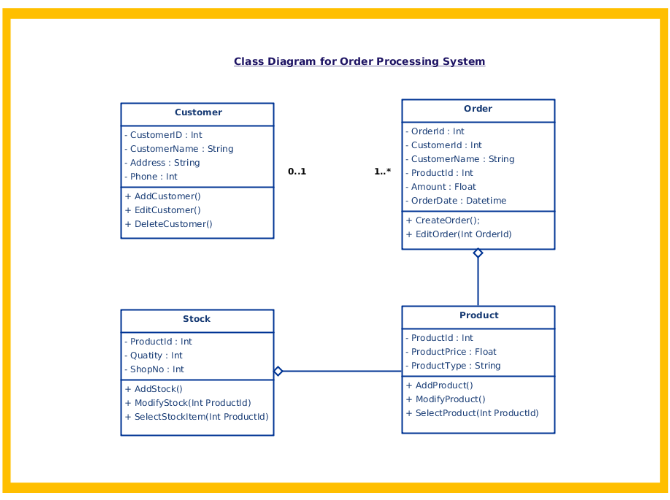 Class Diagram for Order Processing System
Customer
- CustomerID : Int
- CustomerName : String
- Address : String
- Phone : Int
+ AddCustomer()
+ EditCustomer()
+ DeleteCustomer()
0..1
1..*
Order
- OrderId : Int
- CustomerId : Int
- CustomerName : String
- ProductId : Int
- Amount : Float
- OrderDate : Datetime
+ CreateOrder();
+ EditOrder(Int OrderId)
Stock
- ProductId : Int
- Quatity : Int
- ShopNo : Int
+ AddStock()
+ ModifyStock(Int ProductId)
+ SelectStockItem(Int ProductId)
Product
- ProductId : Int
- ProductPrice : Float
- ProductType : String
+ AddProduct()
+ ModifyProduct()
+ SelectProduct(Int ProductId)